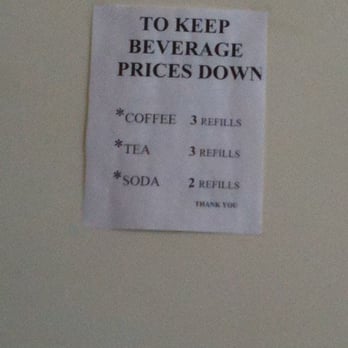 TO KEEP
BEVERAGE
PRICES DOWN
*COFFEE 3 REFILLS
*TEA 3 REFILLS
*SODA 2 REFILLS
THANK YOU